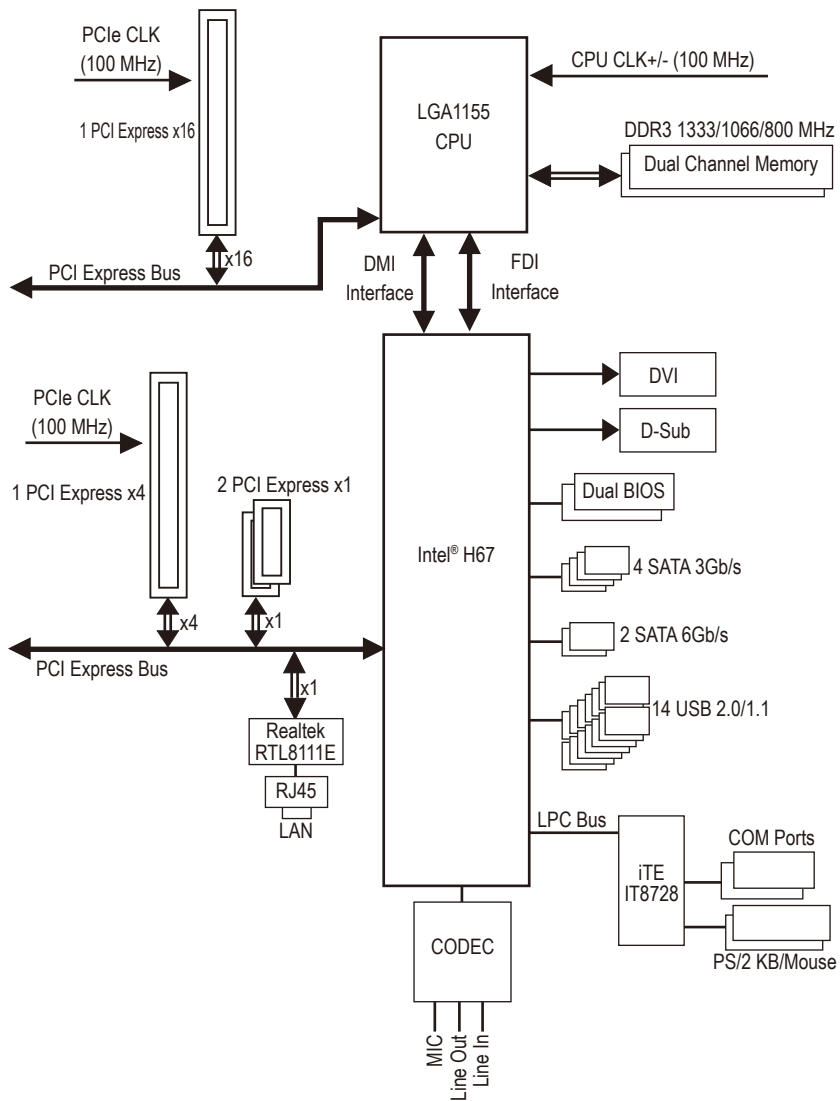 PCIe CLK
(100 MHz)
1 PCI Express x16
x16
PCI Express Bus
LGA1155
CPU
CPU CLK+/- (100 MHz)
DDR3 1333/1066/800 MHz
Dual Channel Memory
DMI
Interface
FDI
Interface
PCIe CLK
(100 MHz)
1 PCI Express x4
2 PCI Express x1
x4
x1
PCI Express Bus
x1
Realtek
RTL8111E
RJ45
LAN
Intel® H67
DVI
D-Sub
Dual BIOS
4 SATA 3Gb/s
2 SATA 6Gb/s
14 USB 2.0/1.1
LPC Bus
iTE
IT8728
COM Ports
PS/2 KB/Mouse
CODEC
MIC
Line Out
Line In